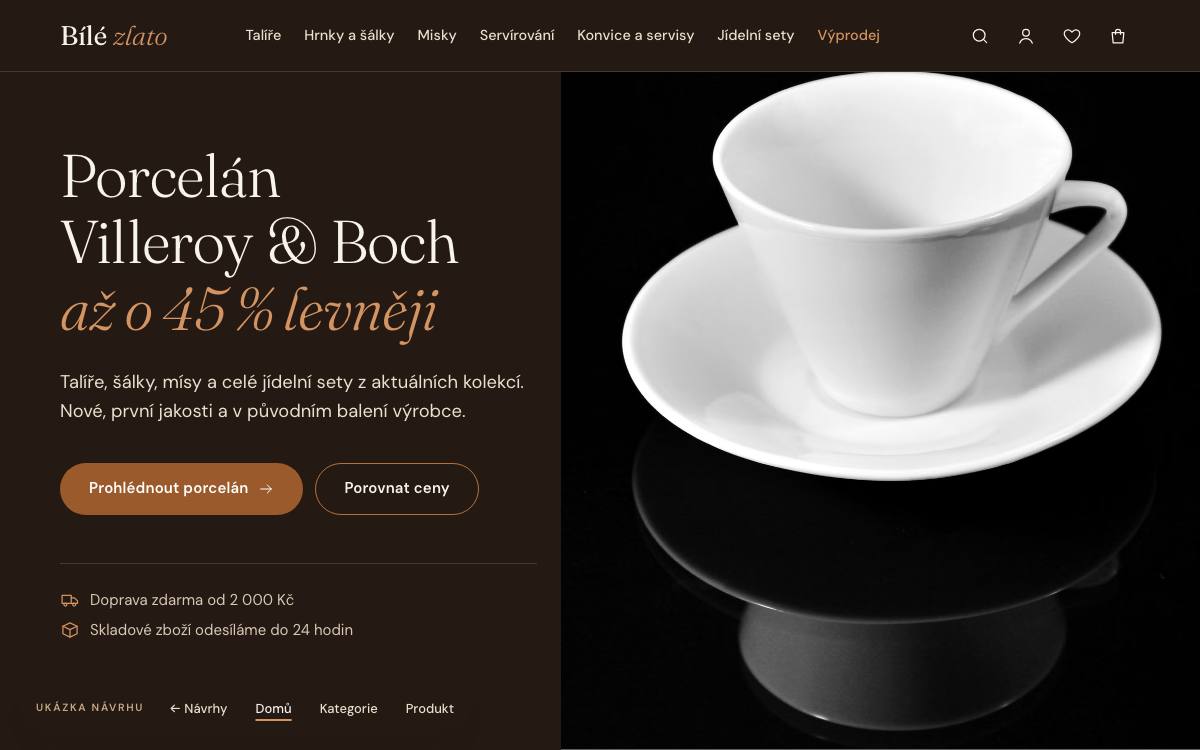 Bílé zlato
Talíře
Hrnky a šálky
Misky
Servírování
Konvice a servisy
Jídelní sety
Výprodej
Porcelán
Villeroy & Boch
až o 45 % levněji
Talíře, šálky, mísy a celé jídelní sety z aktuálních kolekcí.
Nové, první jakosti a v původním balení výrobce.
Prohlédnout porcelán →
Porovnat ceny
Doprava zdarma od 2 000 Kč
Skladové zboží odesíláme do 24 hodin
UKÁZKA NÁVRHU
← Návrhy
Domů
Kategorie
Produkt